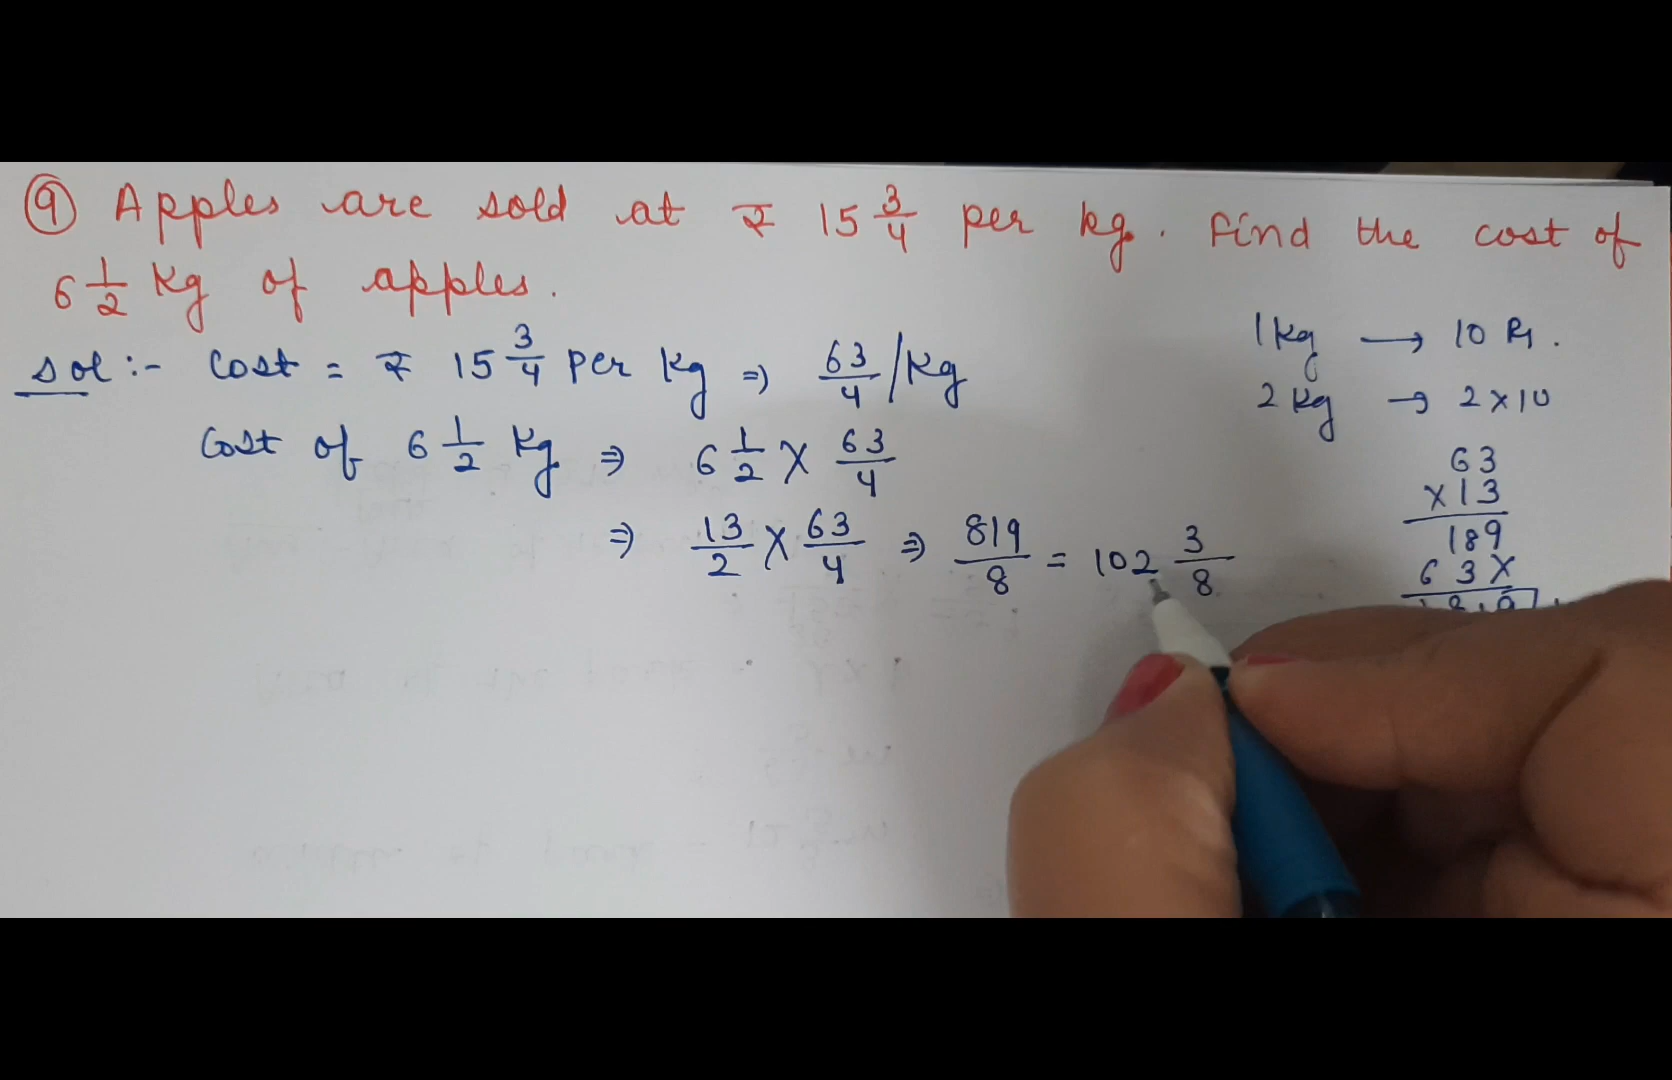 9 Apples are sold at ₹ 15 3/4 per kg. Find the cost of
6 1/2 Kg of apples.
Sol :- Cost = ₹ 15 3/4 per kg ⇒ 63/4 /kg
Cost of 6 1/2 kg ⇒ 6 1/2 × 63/4
⇒ 13/2 × 63/4 ⇒ 819/8 = 102 3/8
1 kg → 10 Rs.
2 kg → 2 × 10
63
×13
189
63×